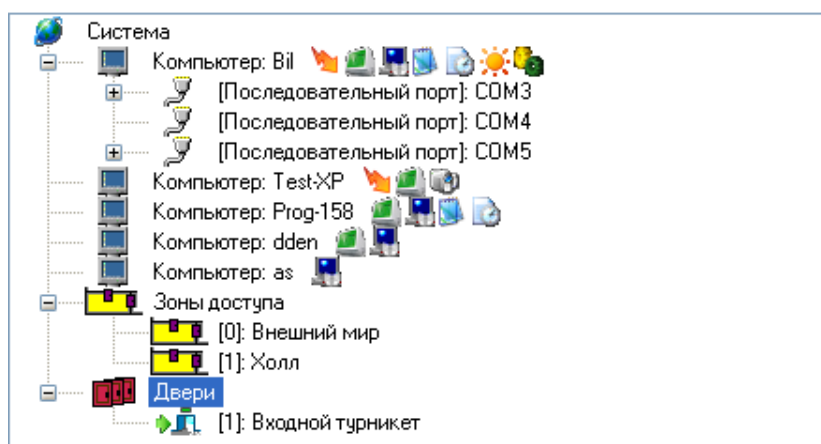 Система
Компьютер: Bil
[Последовательный порт]: COM3
[Последовательный порт]: COM4
[Последовательный порт]: COM5
Компьютер: Test-XP
Компьютер: Prog-158
Компьютер: dden
Компьютер: as
Зоны доступа
[0]: Внешний мир
[1]: Холл
Двери
[1]: Входной турникет